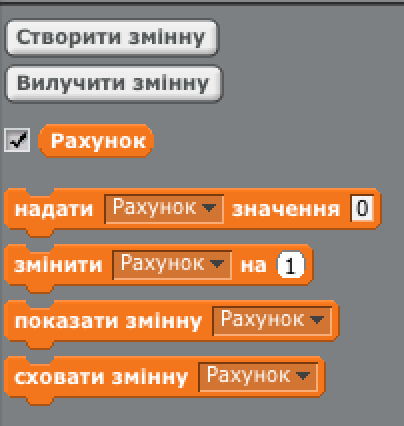 Створити змінну
Вилучити змінну
Рахунок
надати Рахунок значення 0
змінити Рахунок на 1
показати змінну Рахунок
сховати змінну Рахунок